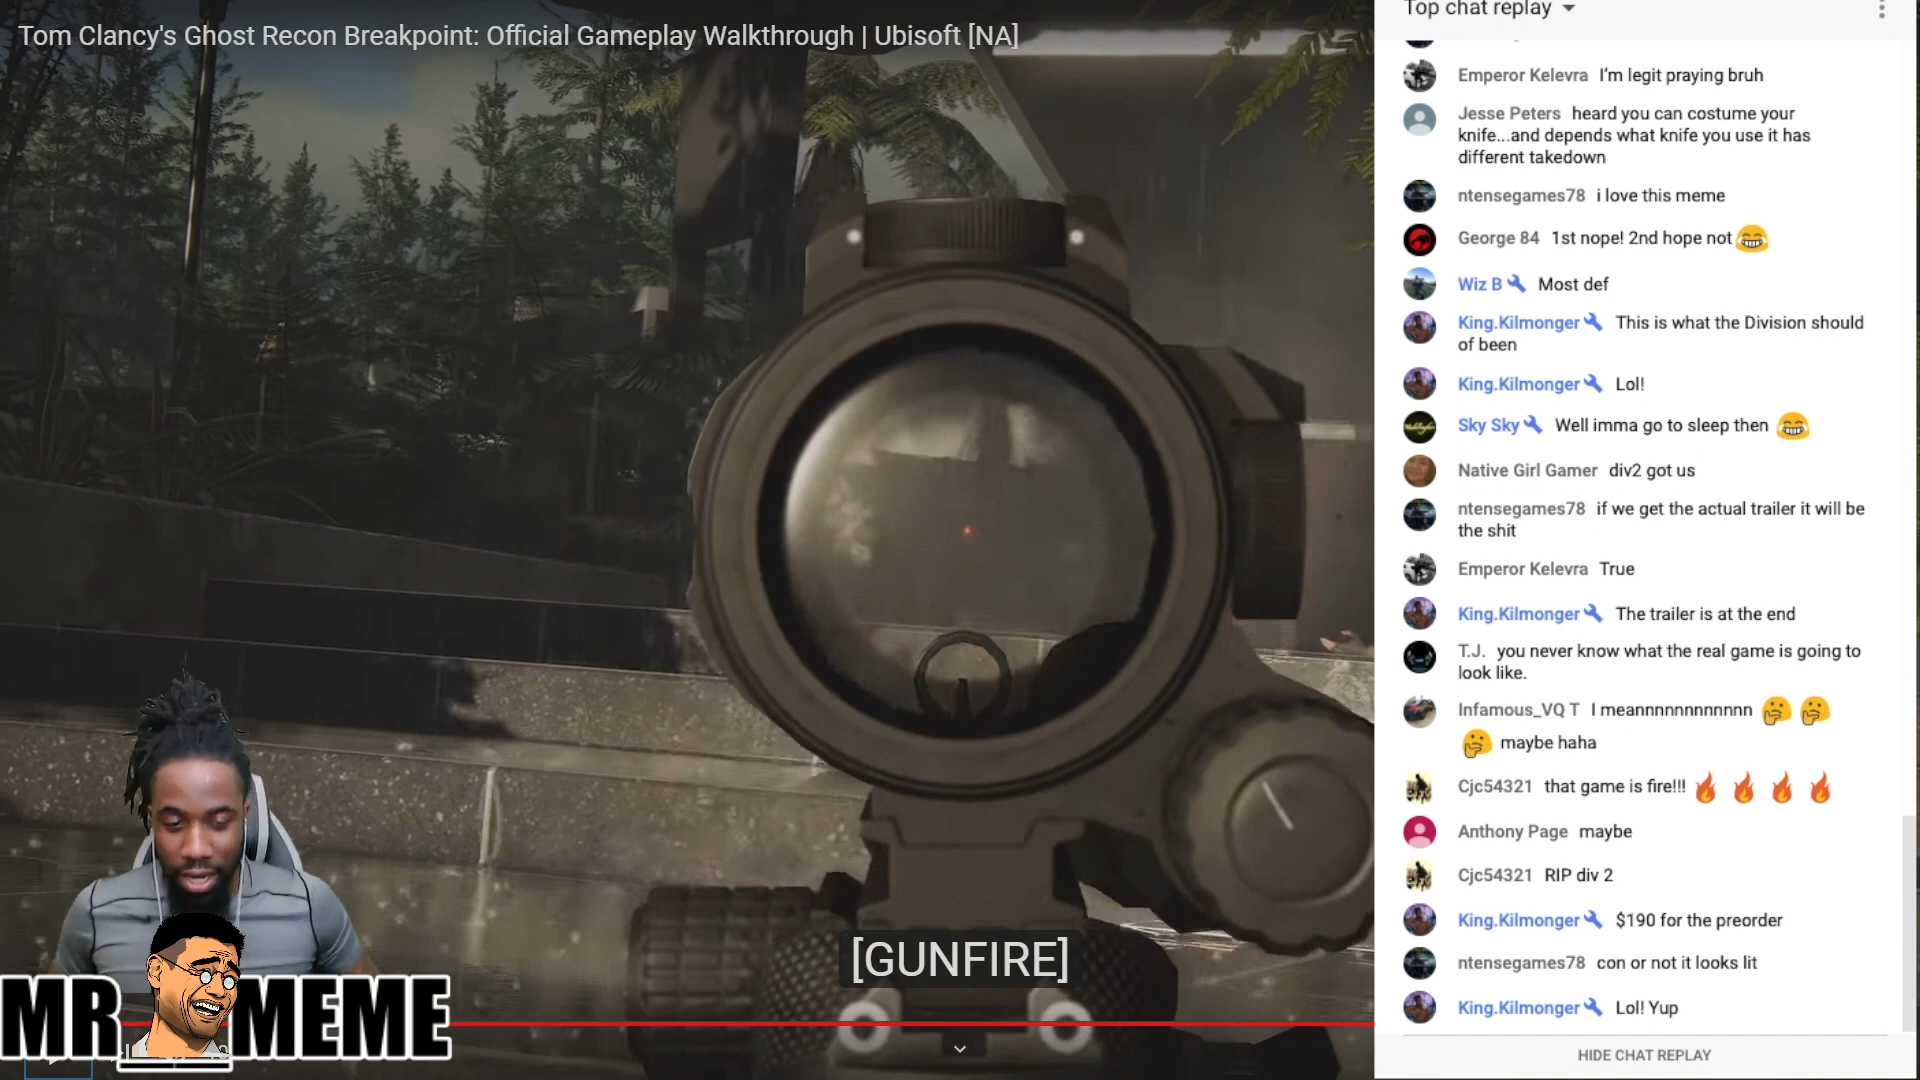 Tom Clancy's Ghost Recon Breakpoint: Official Gameplay Walkthrough | Ubisoft [NA]
[GUNFIRE]
MR MEME
Top chat replay
Emperor Kelevra I'm legit praying bruh
Jesse Peters heard you can costume your
knife...and depends what knife you use it has
different takedown
ntensegames78 i love this meme
George 84 1st nope! 2nd hope not 😂
Wiz B Most def
King.Kilmonger This is what the Division should
of been
King.Kilmonger Lol!
Sky Sky Well imma go to sleep then 😂
Native Girl Gamer div2 got us
ntensegames78 if we get the actual trailer it will be
the shit
Emperor Kelevra True
King.Kilmonger The trailer is at the end
T.J. you never know what the real game is going to
look like.
Infamous_VQ T I meannnnnnnnnnnn 🤔 🤔
🤔 maybe haha
Cjc54321 that game is fire!!! 🔥 🔥 🔥 🔥
Anthony Page maybe
Cjc54321 RIP div 2
King.Kilmonger $190 for the preorder
ntensegames78 con or not it looks lit
King.Kilmonger Lol! Yup
HIDE CHAT REPLAY